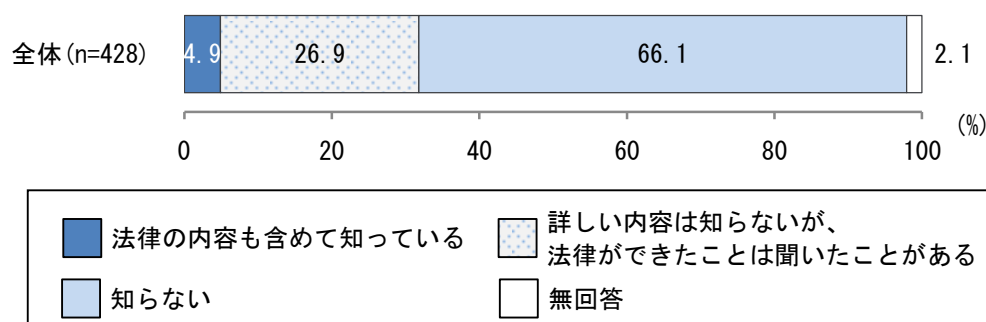 全体(n=428)
4.9
26.9
66.1
2.1
(%)
0 20 40 60 80 100
法律の内容も含めて知っている
詳しい内容は知らないが、
法律ができたことは聞いたことがある
知らない
無回答